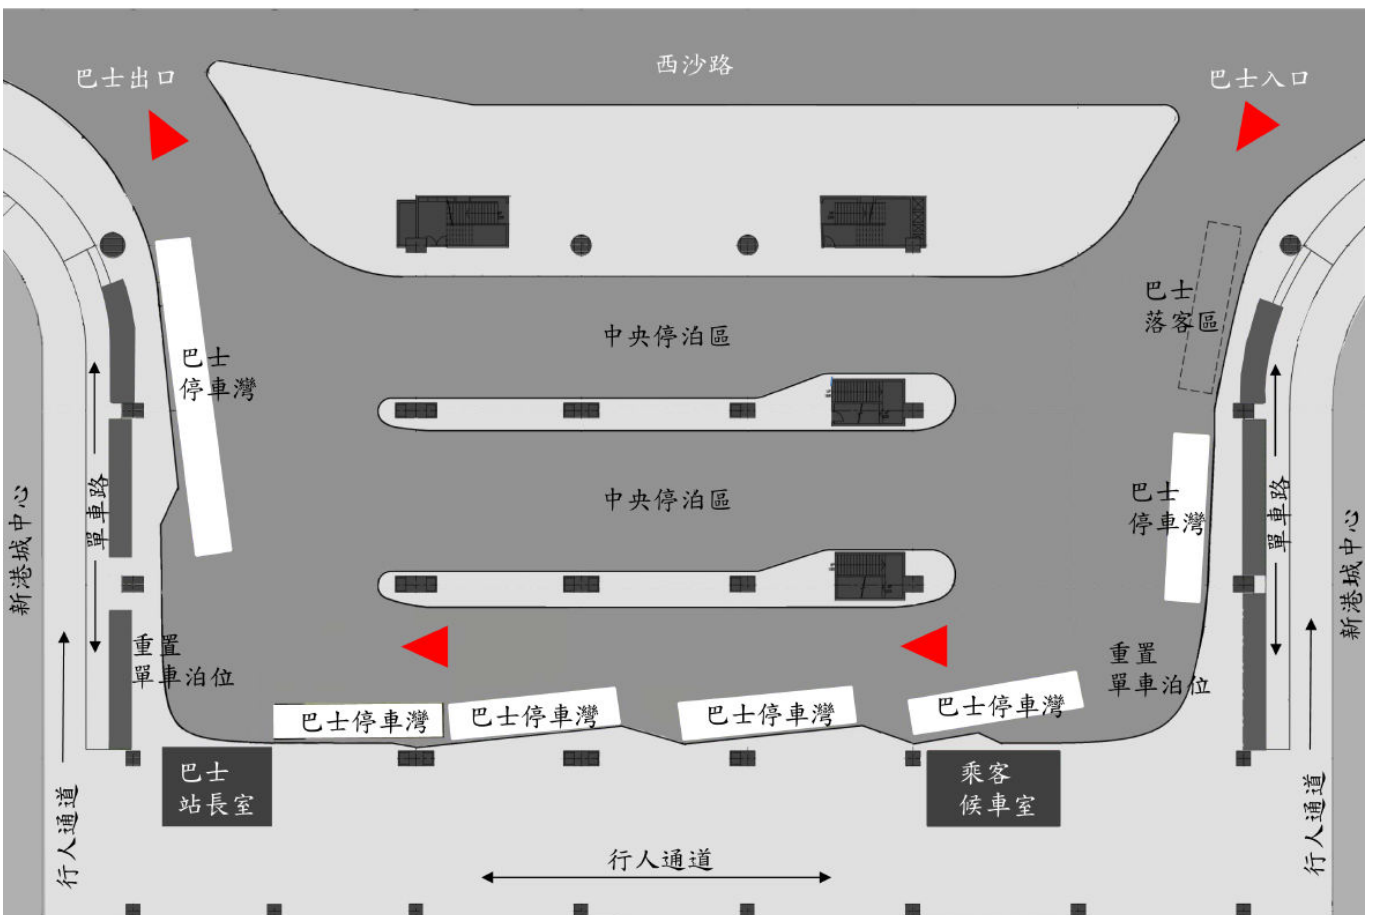 西沙路
巴士出口
巴士入口
中央停泊區
巴士
落客區
巴士
停車灣
中央停泊區
巴士
停車灣
單車路
單車路
新港城中心
新港城中心
重置
單車泊位
重置
單車泊位
巴士停車灣
巴士停車灣
巴士停車灣
巴士停車灣
巴士
站長室
乘客
候車室
行人通道
行人通道
行人通道